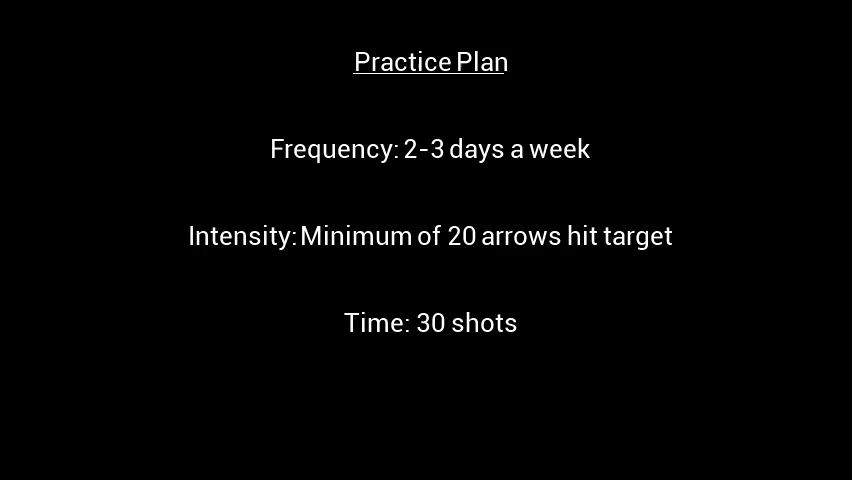 Practice Plan
Frequency: 2-3 days a week
Intensity: Minimum of 20 arrows hit target
Time: 30 shots